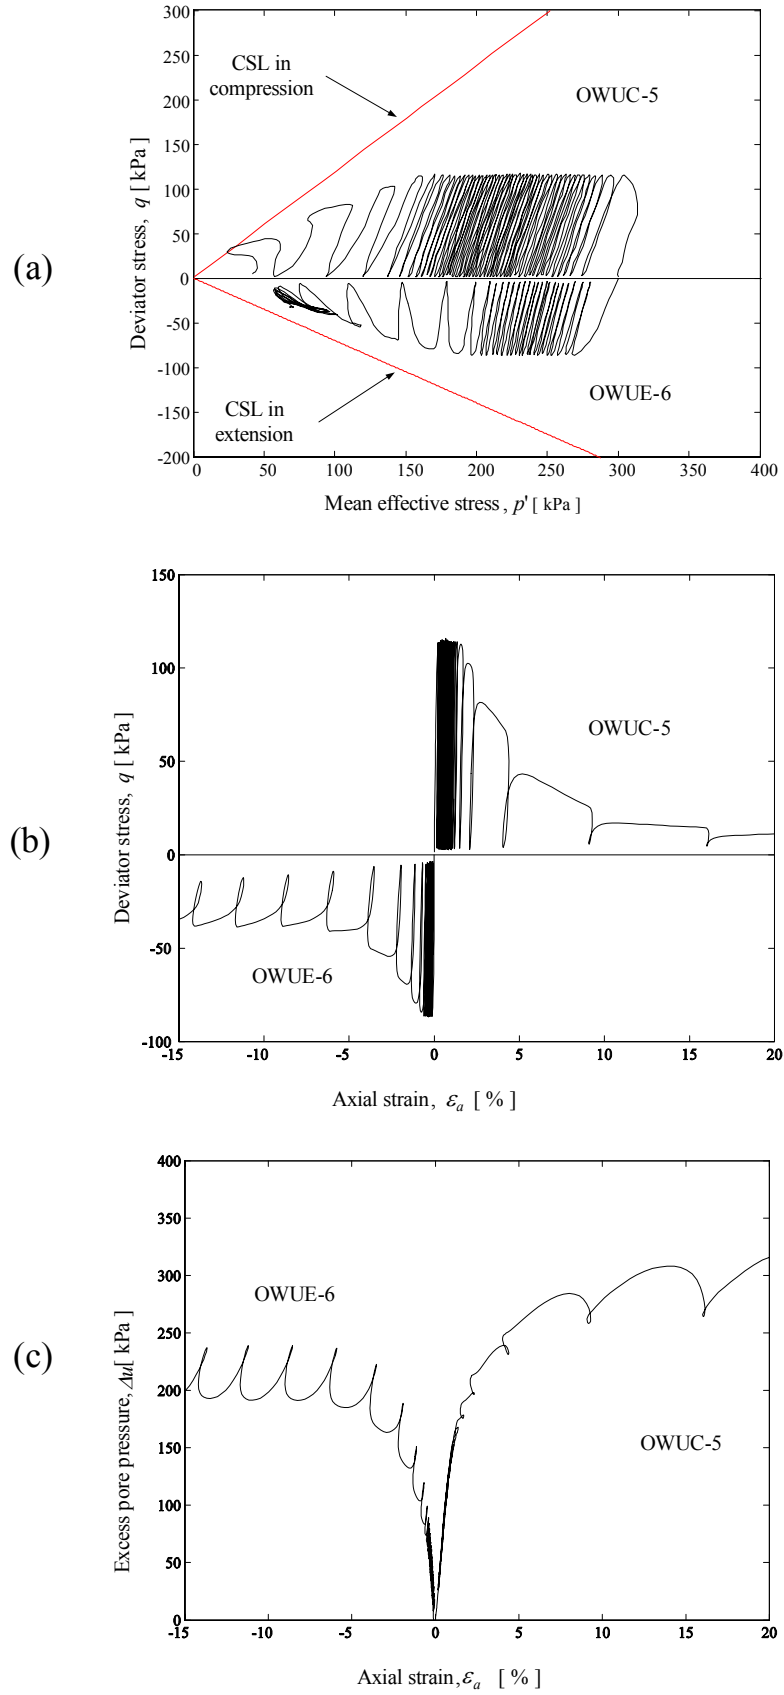 (a)
Deviator stress, q [ kPa]
300
250
200
150
100
50
0
-50
-100
-150
-200
CSL in
compression
OWUC-5
CSL in
extension
OWUE-6
0
50
100
150
200
250
300
350
400
Mean effective stress , p' [ kPa ]
(b)
Deviator stress, q [ kPa]
150
100
50
0
-50
-100
OWUC-5
OWUE-6
-15
-10
-5
0
5
10
15
20
Axial strain, εa [ % ]
(c)
Excess pore pressure, Δu[ kPa]
400
350
300
250
200
150
100
50
0
OWUE-6
OWUC-5
-15
-10
-5
0
5
10
15
20
Axial strain, εa [ % ]